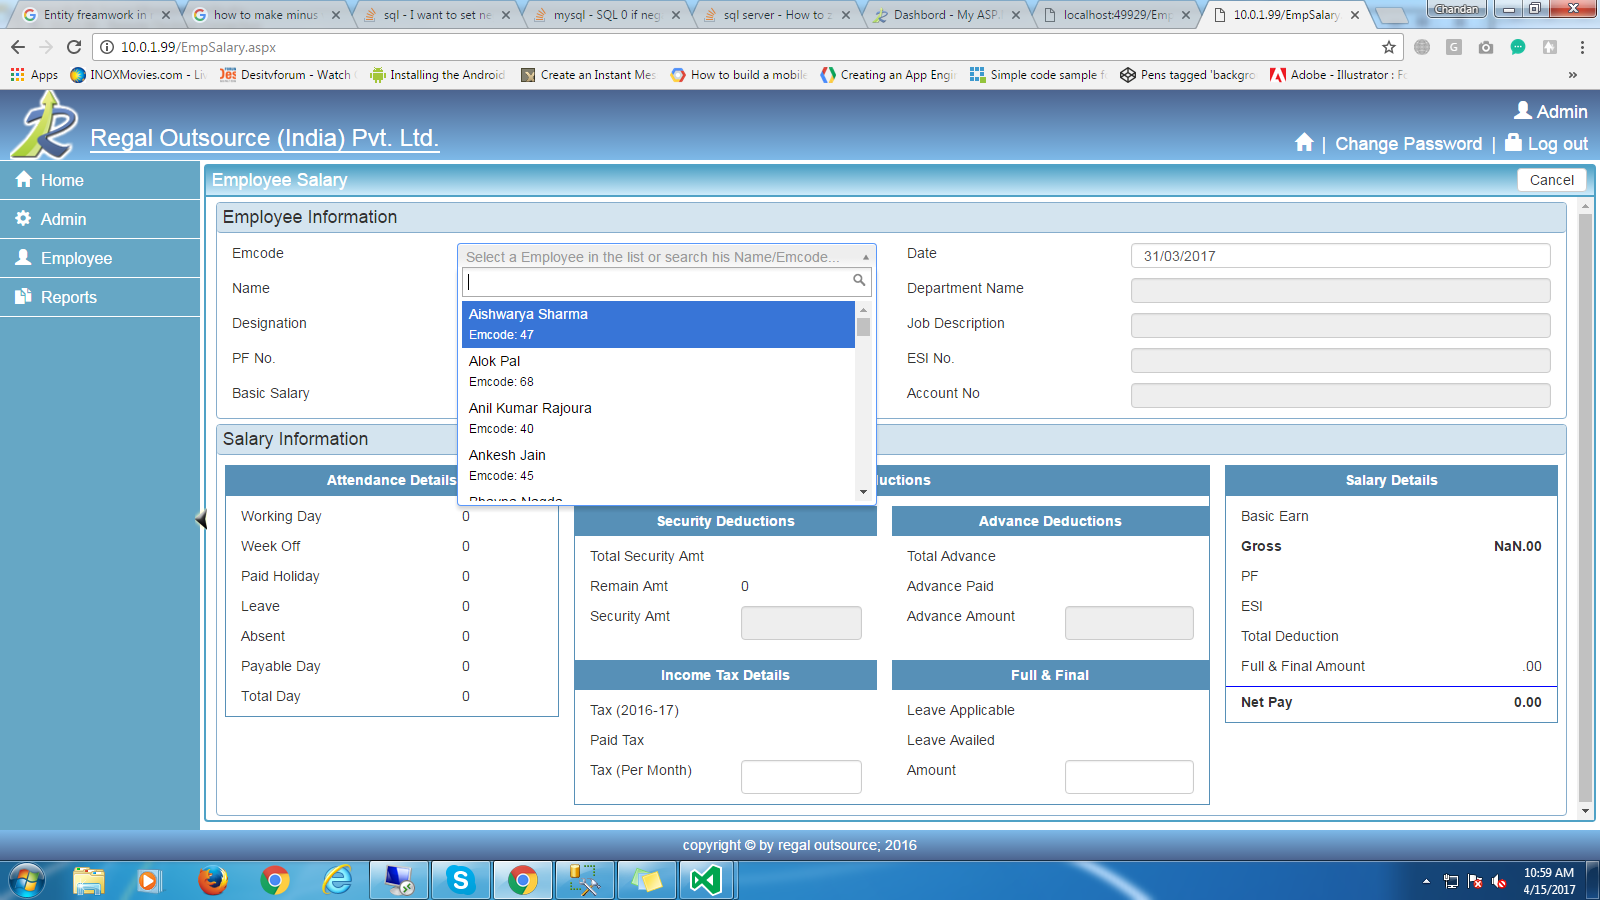 Entity freamwork in
how to make minus
sql - I want to set ne
mysql - SQL 0 if neg
sql server - How to
Dashbord - My ASP.
localhost:49929/Emp
10.0.1.99/EmpSalary.
Chandan
10.0.1.99/EmpSalary.aspx
Apps
INOXMovies.com - Liv
Desitvforum - Watch
Installing the Android
Create an Instant Mes
How to build a mobile
Creating an App Engi
Simple code sample f
Pens tagged 'backgro
Adobe - Illustrator : Fo
»
Regal Outsource (India) Pvt. Ltd.
Admin
| Change Password | Log out
Home
Admin
Employee
Reports
Employee Salary
Cancel
Employee Information
Emcode
Select a Employee in the list or search his Name/Emcode...
Aishwarya Sharma
Emcode: 47
Alok Pal
Emcode: 68
Anil Kumar Rajoura
Emcode: 40
Ankesh Jain
Emcode: 45
Name
Designation
PF No.
Basic Salary
Date
31/03/2017
Department Name
Job Description
ESI No.
Account No
Salary Information
Attendance Details
Working Day 0
Week Off 0
Paid Holiday 0
Leave 0
Absent 0
Payable Day 0
Total Day 0
uctions
Security Deductions
Total Security Amt
Remain Amt 0
Security Amt
Advance Deductions
Total Advance
Advance Paid
Advance Amount
Income Tax Details
Tax (2016-17)
Paid Tax
Tax (Per Month)
Full & Final
Leave Applicable
Leave Availed
Amount
Salary Details
Basic Earn
Gross NaN.00
PF
ESI
Total Deduction
Full & Final Amount .00
Net Pay 0.00
copyright © by regal outsource; 2016
10:59 AM
4/15/2017